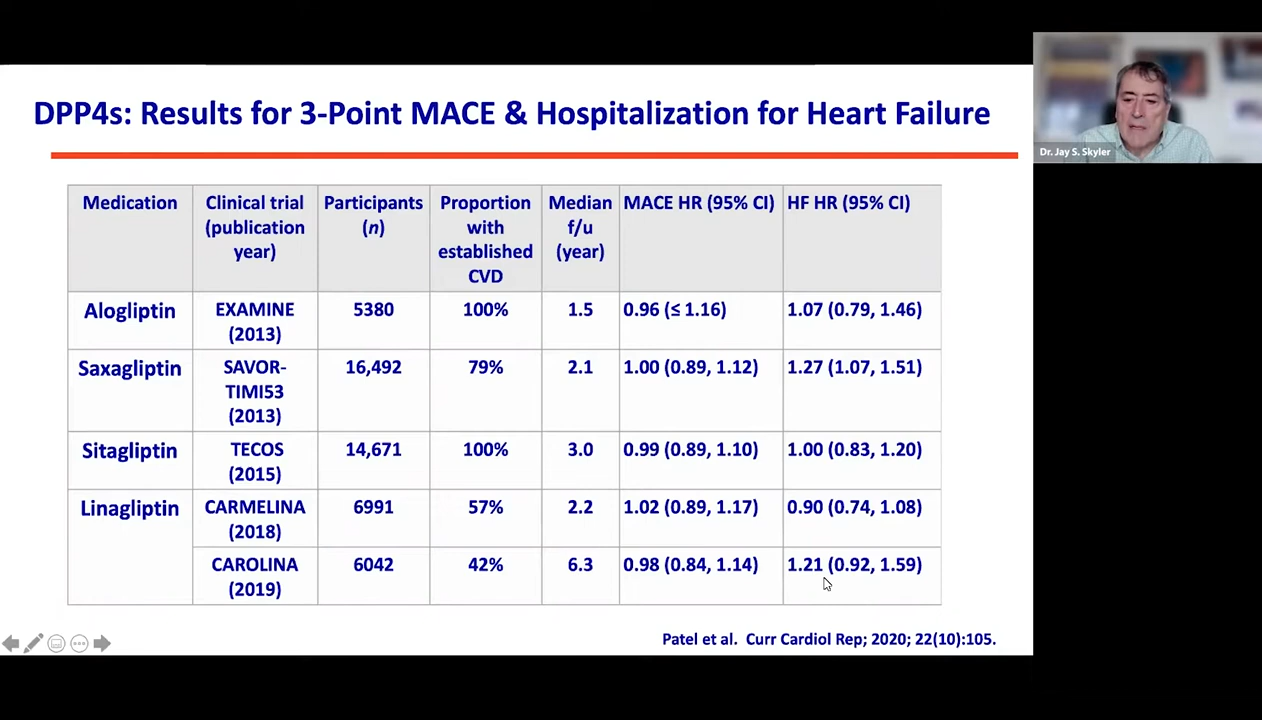 DPP4s: Results for 3-Point MACE & Hospitalization for Heart Failure
Dr. Jay S. Skyler
Medication
Clinical trial
(publication
year)
Participants
(n)
Proportion
with
established
CVD
Median
f/u
(year)
MACE HR (95% CI)
HF HR (95% CI)
Alogliptin
EXAMINE
(2013)
5380
100%
1.5
0.96 (≤ 1.16)
1.07 (0.79, 1.46)
Saxagliptin
SAVOR-
TIMI53
(2013)
16,492
79%
2.1
1.00 (0.89, 1.12)
1.27 (1.07, 1.51)
Sitagliptin
TECOS
(2015)
14,671
100%
3.0
0.99 (0.89, 1.10)
1.00 (0.83, 1.20)
Linagliptin
CARMELINA
(2018)
6991
57%
2.2
1.02 (0.89, 1.17)
0.90 (0.74, 1.08)
CAROLINA
(2019)
6042
42%
6.3
0.98 (0.84, 1.14)
1.21 (0.92, 1.59)
Patel et al. Curr Cardiol Rep; 2020; 22(10):105.